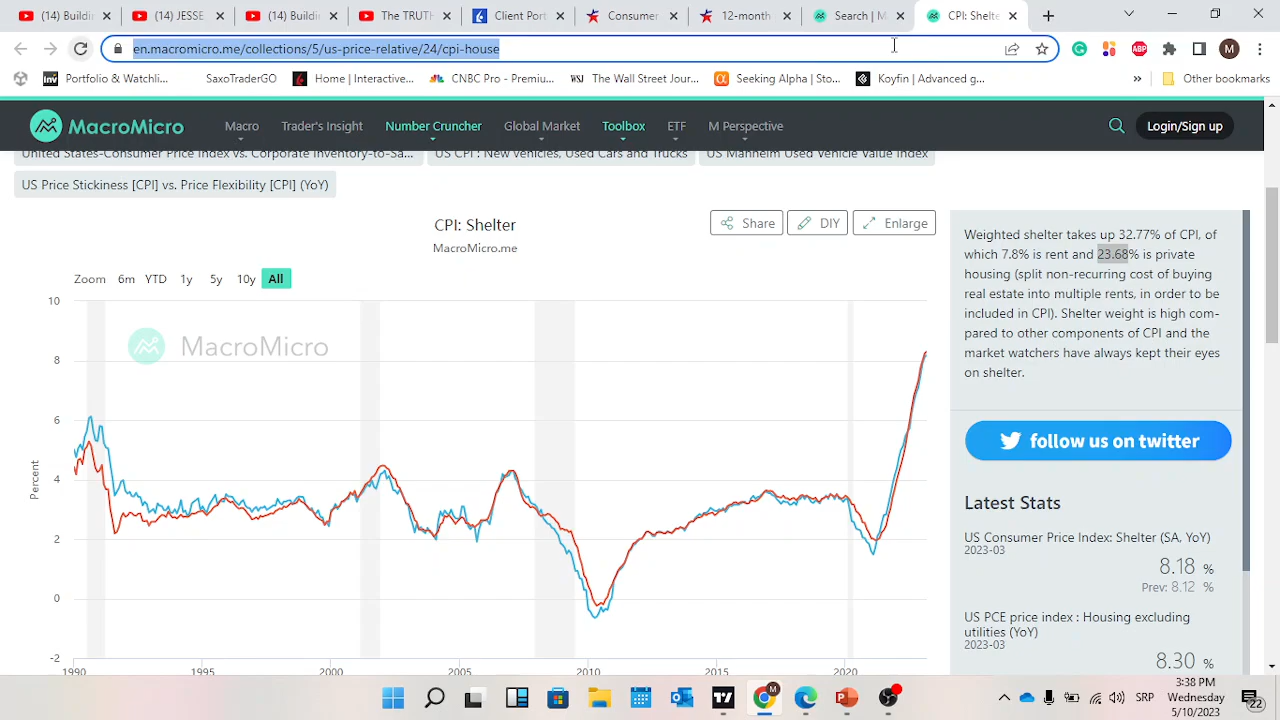 (14) Buildin
(14) JESSE
(14) Buildin
The TRUTH
Client Port
Consumer
12-month
Search | M
CPI: Shelte
en.macromicro.me/collections/5/us-price-relative/24/cpi-house
ABP
M
Inv Portfolio & Watchli...
SaxoTraderGO
Home | Interactive...
CNBC Pro - Premiu...
WSJ The Wall Street Jour...
Seeking Alpha | Sto...
Koyfin | Advanced g...
»
Other bookmarks
MacroMicro
Macro
Trader's Insight
Number Cruncher
Global Market
Toolbox
ETF
M Perspective
Login/Sign up
United States-Consumer Price Index vs. Corporate Inventory-to-Sa...
US CPI : New Vehicles, Used Cars and Trucks
US Manheim Used Vehicle Value Index
US Price Stickiness [CPI] vs. Price Flexibility [CPI] (YoY)
CPI: Shelter
MacroMicro.me
Share
DIY
Enlarge
Zoom 6m YTD 1y 5y 10y All
MacroMicro
Percent
10
8
6
4
2
0
-2
1990 1995 2000 2005 2010 2015 2020
Weighted shelter takes up 32.77% of CPI, of
which 7.8% is rent and 23.68% is private
housing (split non-recurring cost of buying
real estate into multiple rents, in order to be
included in CPI). Shelter weight is high com-
pared to other components of CPI and the
market watchers have always kept their eyes
on shelter.
follow us on twitter
Latest Stats
US Consumer Price Index: Shelter (SA, YoY)
2023-03
8.18 %
Prev: 8.12 %
US PCE price index : Housing excluding
utilities (YoY)
2023-03
8.30 %
SRP
3:38 PM
Wednesday
5/10/2023
22